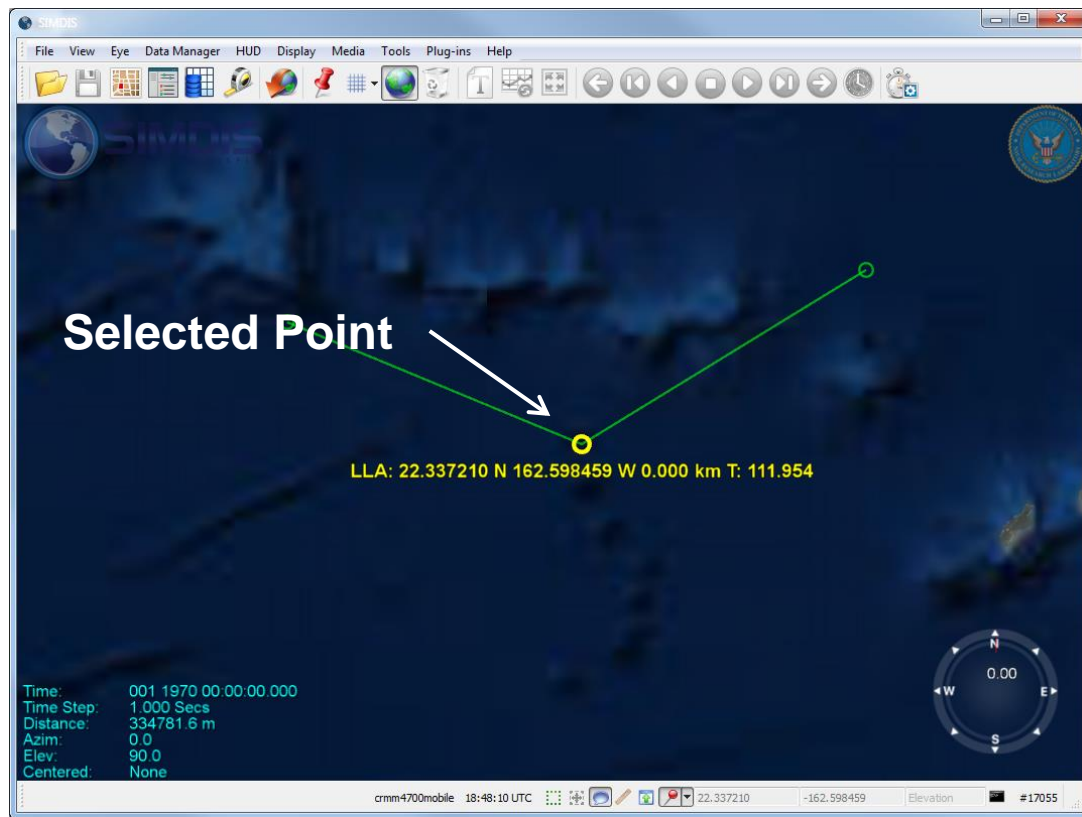 SIMDIS
File View Eye Data Manager HUD Display Media Tools Plug-ins Help
SIMDIS
Selected Point
LLA: 22.337210 N 162.598459 W 0.000 km T: 111.954
N
0.00
W E
S
Time: 001 1970 00:00:00.000
Time Step: 1.000 Secs
Distance: 334781.6 m
Azim: 0.0
Elev: 90.0
Centered: None
crmm4700mobile 18:48:10 UTC 22.337210 -162.598459 Elevation #17055